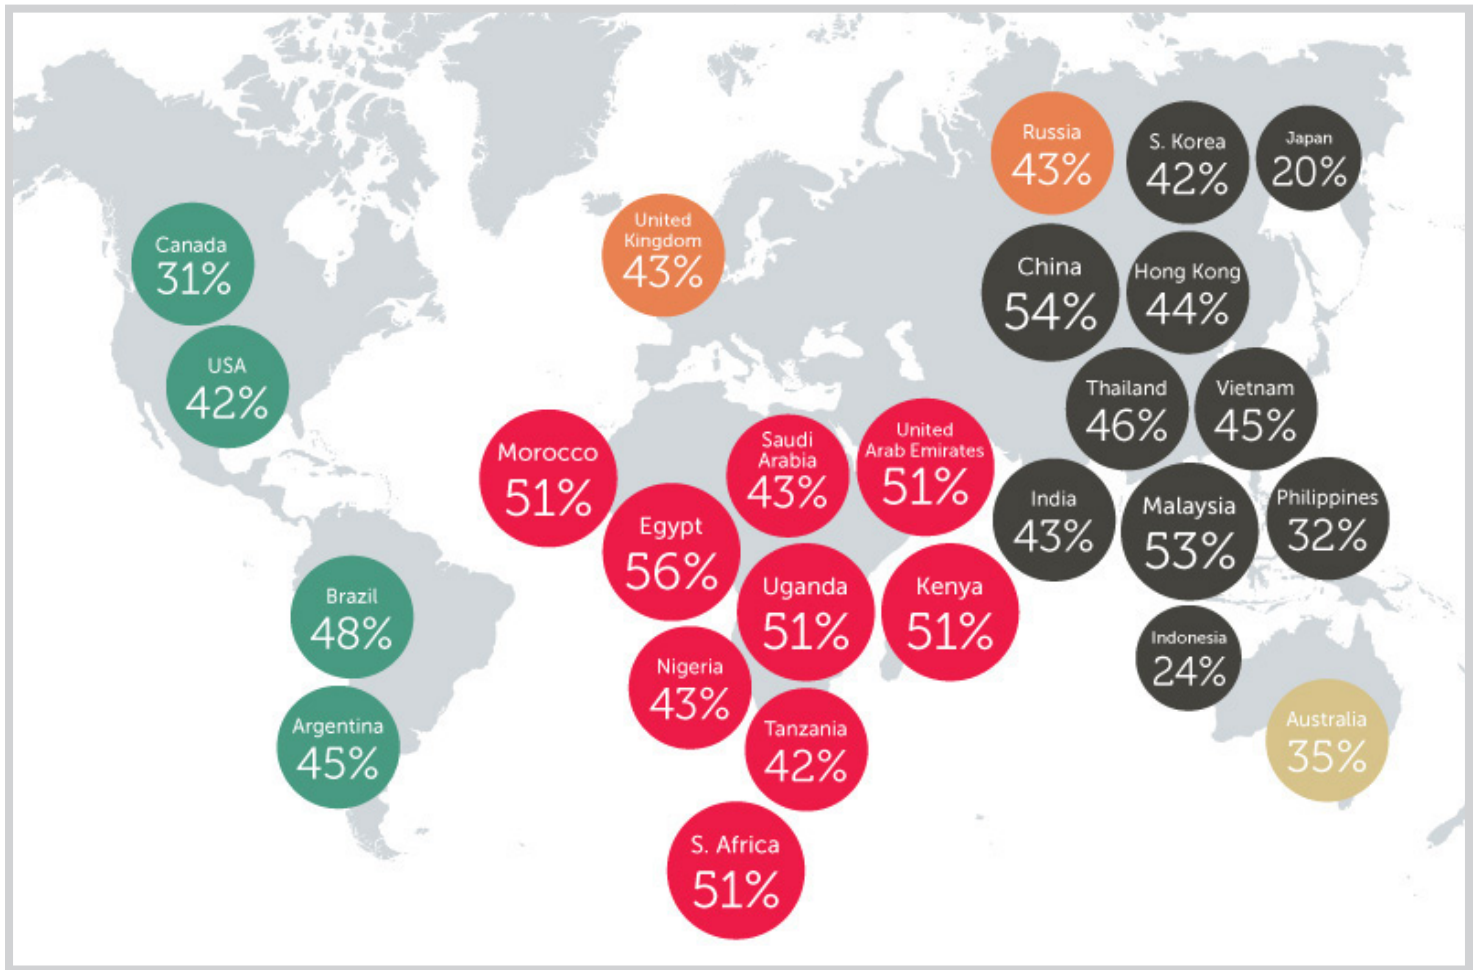 Canada
31%
USA
42%
Brazil
48%
Argentina
45%
United
Kingdom
43%
Russia
43%
Morocco
51%
Egypt
56%
Saudi
Arabia
43%
United
Arab Emirates
51%
Uganda
51%
Kenya
51%
Nigeria
43%
Tanzania
42%
S. Africa
51%
S. Korea
42%
Japan
20%
China
54%
Hong Kong
44%
Thailand
46%
Vietnam
45%
India
43%
Malaysia
53%
Philippines
32%
Indonesia
24%
Australia
35%